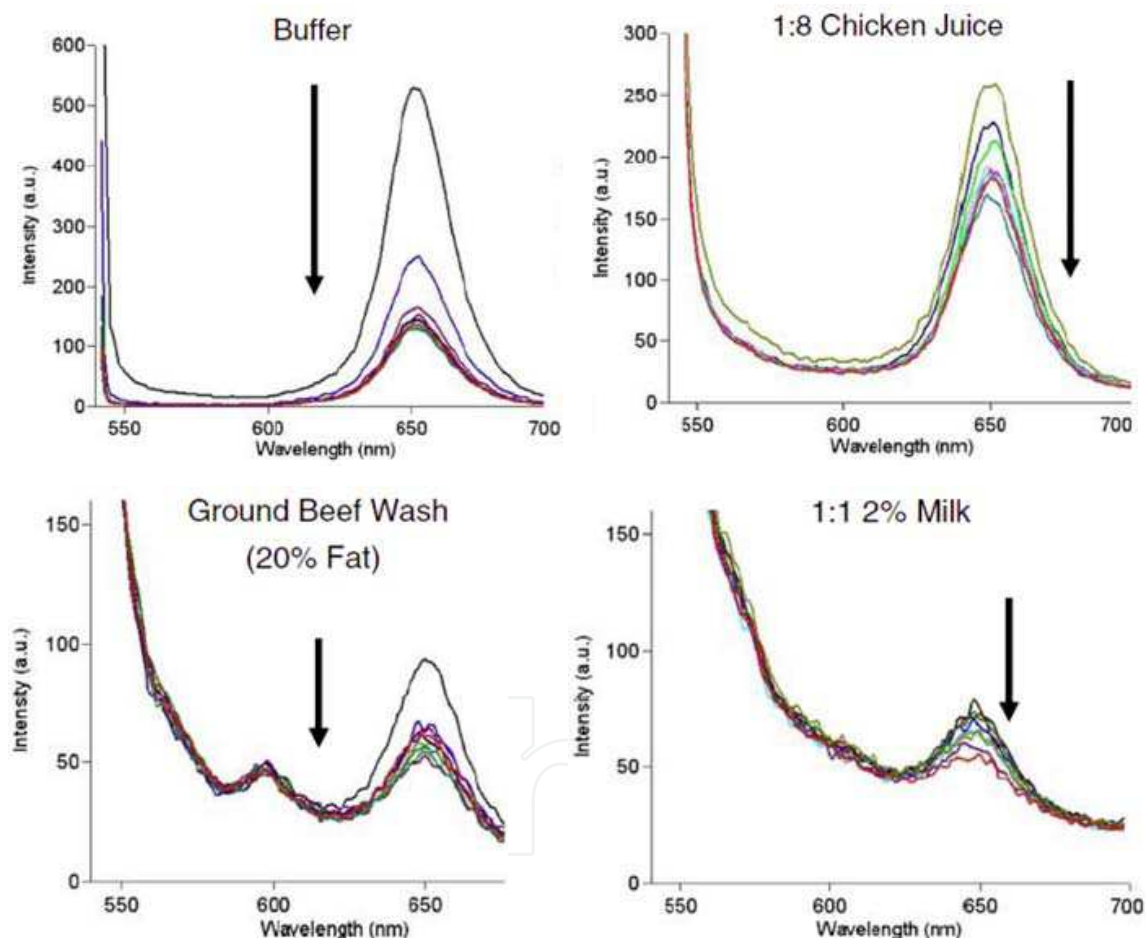 Buffer
600
500
400
300
200
100
0
Intensity (a.u.)
550 600 650 700
Wavelength (nm)
1:8 Chicken Juice
300
250
200
150
100
50
0
Intensity (a.u.)
550 600 650 700
Wavelength (nm)
Ground Beef Wash
(20% Fat)
150
100
50
0
Intensity (a.u.)
550 600 650
Wavelength (nm)
1:1 2% Milk
150
100
50
0
Intensity (a.u.)
550 600 650 700
Wavelength (nm)